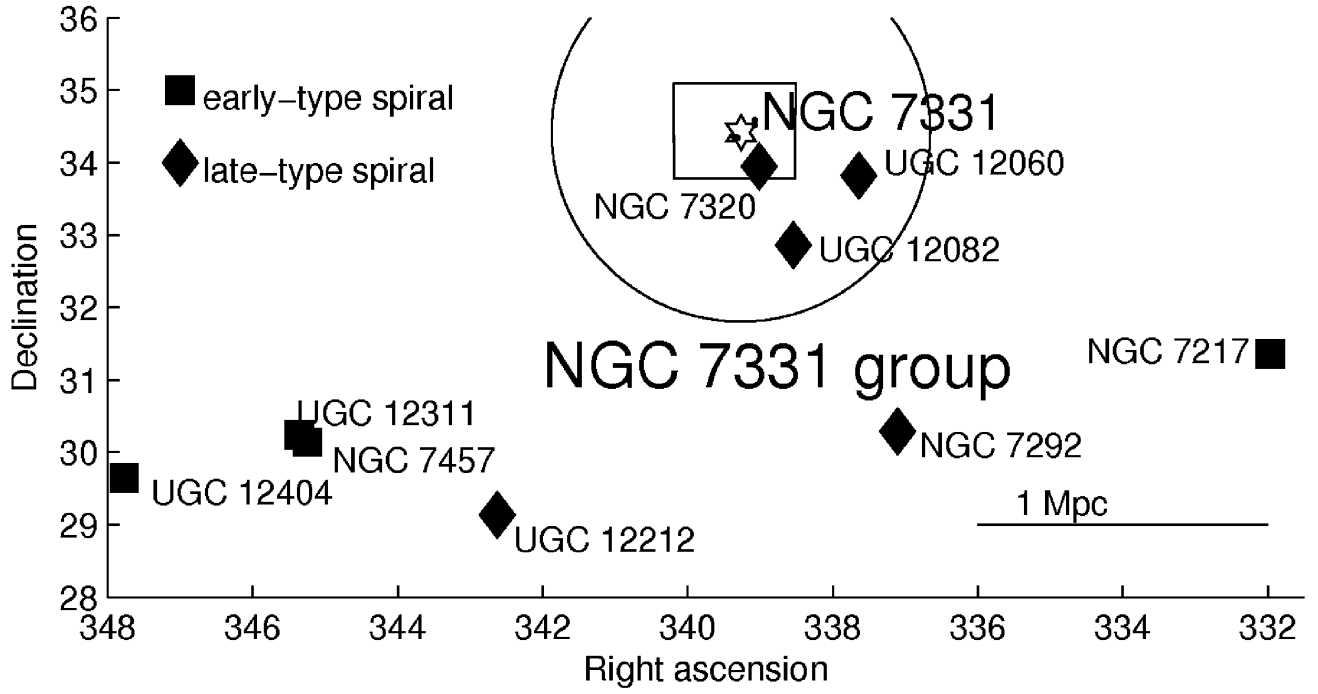 36
35
34
33
32
31
30
29
28
Declination
early-type spiral
late-type spiral
NGC 7331
UGC 12060
NGC 7320
UGC 12082
NGC 7331 group
NGC 7217
UGC 12311
NGC 7457
NGC 7292
UGC 12404
1 Mpc
UGC 12212
348 346 344 342 340 338 336 334 332
Right ascension